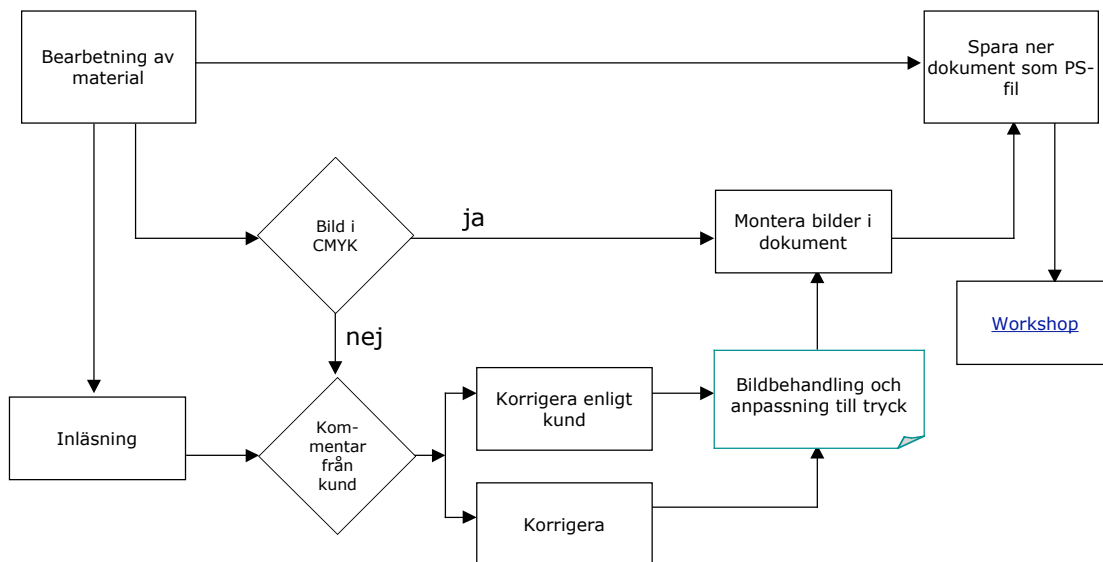 Bearbetning av
material
Spara ner
dokument som PS-
fil
Bild i
CMYK
ja
Montera bilder i
dokument
nej
Workshop
Inläsning
Kom-
mentar
från
kund
Korrigera enligt
kund
Bildbehandling och
anpassning till tryck
Korrigera